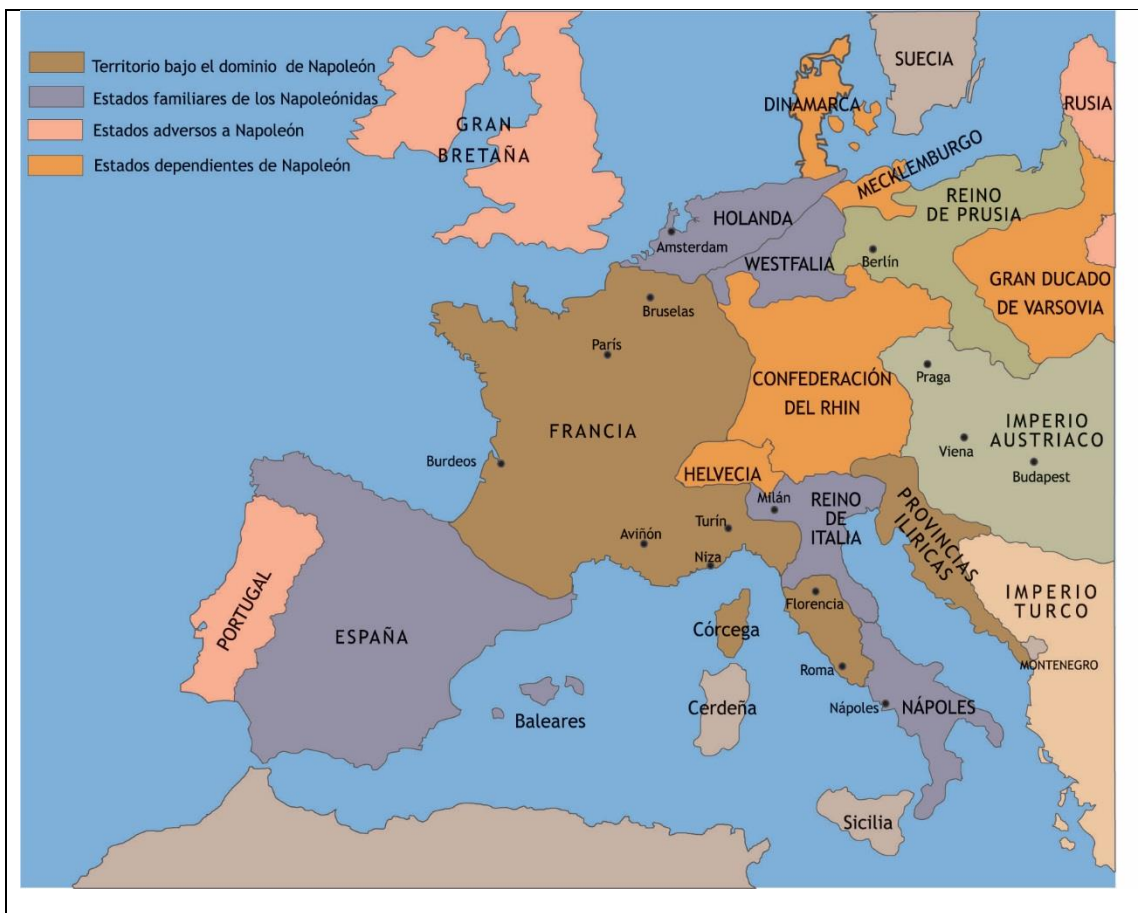 Territorio bajo el dominio de Napoleón
Estados familiares de los Napoleónidas
Estados adversos a Napoleón
Estados dependientes de Napoleón
SUECIA
DINAMARCA
RUSIA
GRAN
BRETAÑA
MECKLEMBURGO
REINO
DE PRUSIA
HOLANDA
Amsterdam
WESTFALIA
Berlín
GRAN DUCADO
DE VARSOVIA
Bruselas
París
Praga
CONFEDERACIÓN
DEL RHIN
IMPERIO
AUSTRIACO
FRANCIA
Viena
Burdeos
HELVECIA
Budapest
Milán
REINO
DE
ITALIA
PROVINCIAS
ILIRICAS
Turín
Aviñón
Niza
IMPERIO
TURCO
Florencia
PORTUGAL
ESPAÑA
Córcega
Roma
MONTENEGRO
Cerdeña
Nápoles
NÁPOLES
Baleares
Sicilia